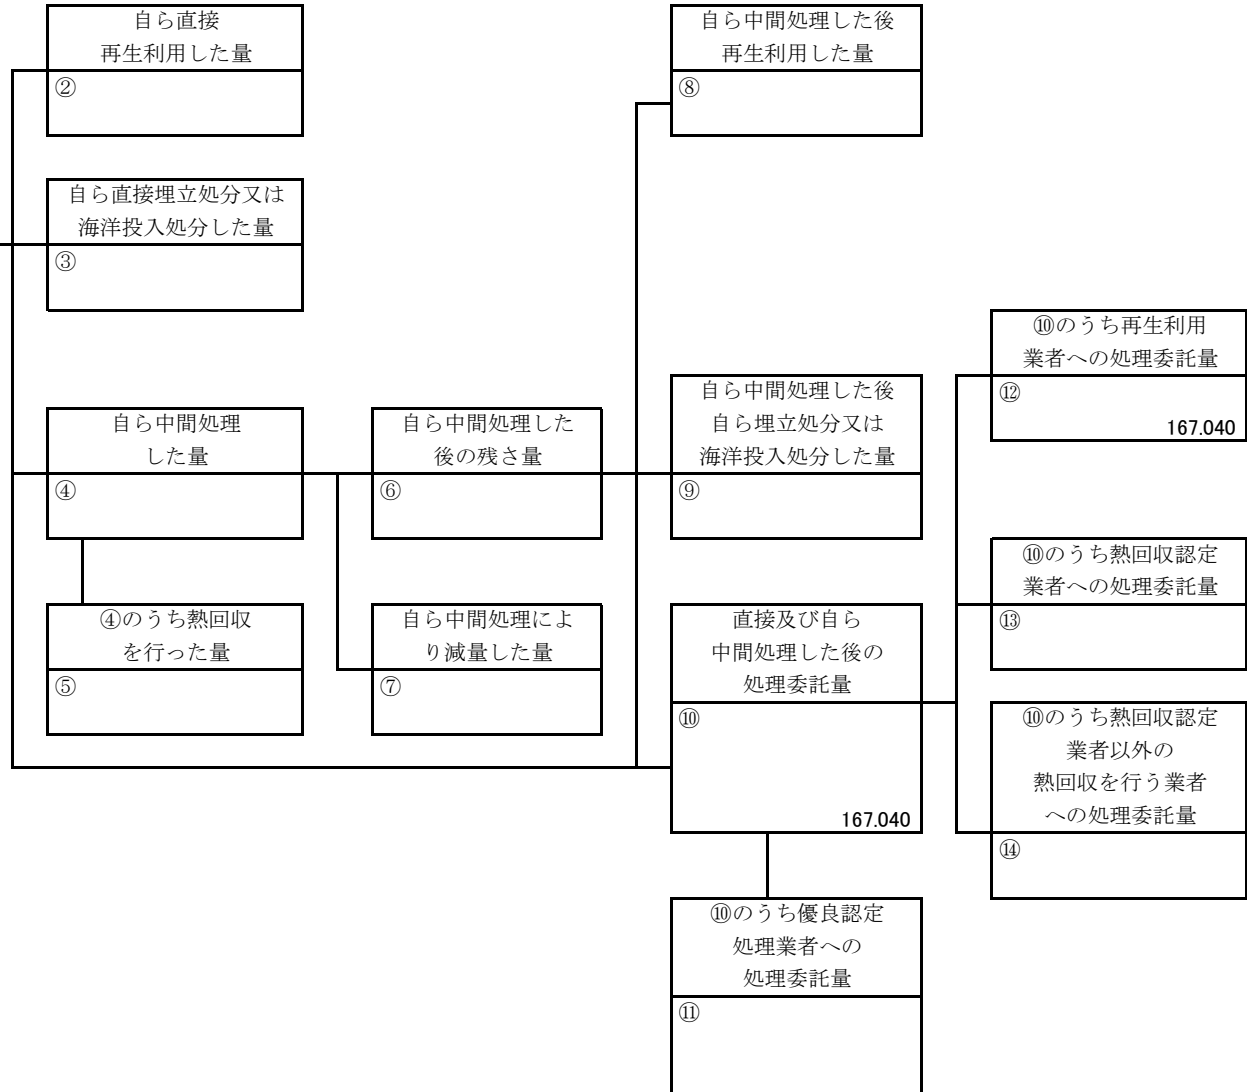 自ら直接
再生利用した量
②
自ら中間処理した後
再生利用した量
⑧
自ら直接埋立処分又は
海洋投入処分した量
③
⑩のうち再生利用
業者への処理委託量
⑫
167.040
自ら中間処理
した量
④
自ら中間処理した
後の残さ量
⑥
自ら中間処理した後
自ら埋立処分又は
海洋投入処分した量
⑨
⑩のうち熱回収認定
業者への処理委託量
⑬
④のうち熱回収
を行った量
⑤
自ら中間処理によ
り減量した量
⑦
直接及び自ら
中間処理した後の
処理委託量
⑩
167.040
⑩のうち熱回収認定
業者以外の
熱回収を行う業者
への処理委託量
⑭
⑩のうち優良認定
処理業者への
処理委託量
⑪